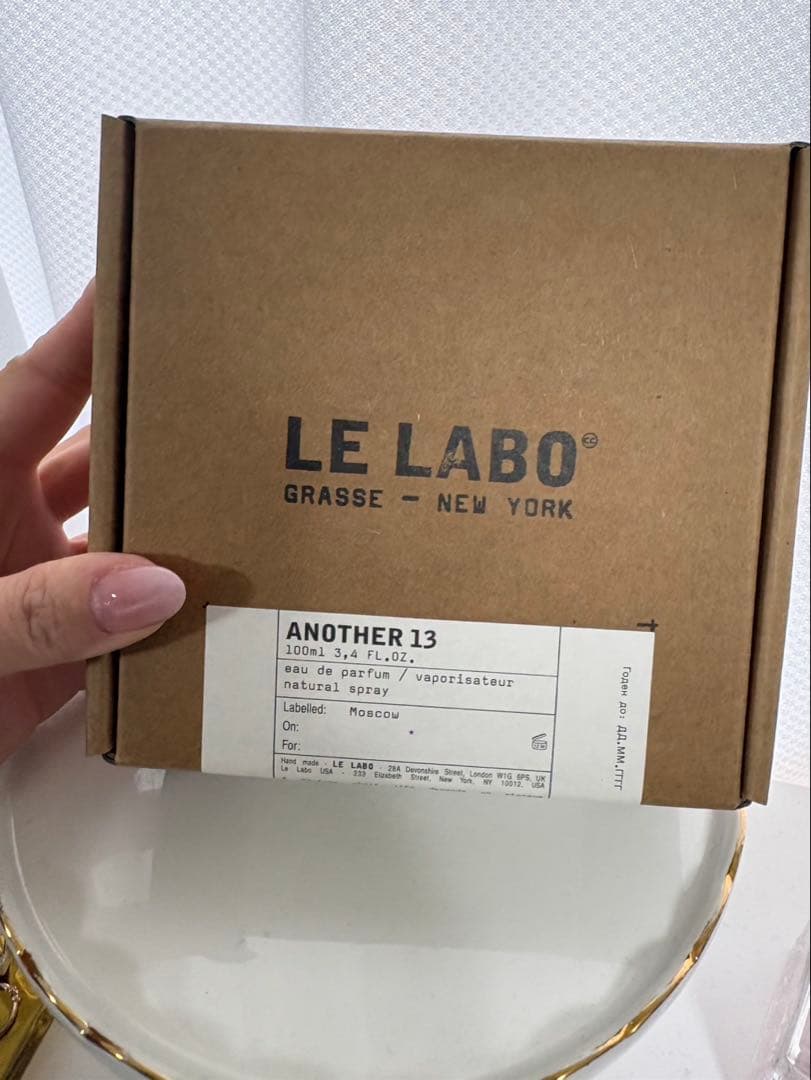 LE LABO
GRASSE — NEW YORK
ANOTHER 13
100ml 3,4 FL.OZ.
eau de parfum / vaporisateur
natural spray
Labelled: Moscow
On:
For:
Hand made - LE LABO - 28A Devonshire Street, London W1G 6PS, UK
Le Labo USA - 233 Elizabeth Street, New York, NY 10012, USA
Годен до: ДД.ММ.ГГГГ